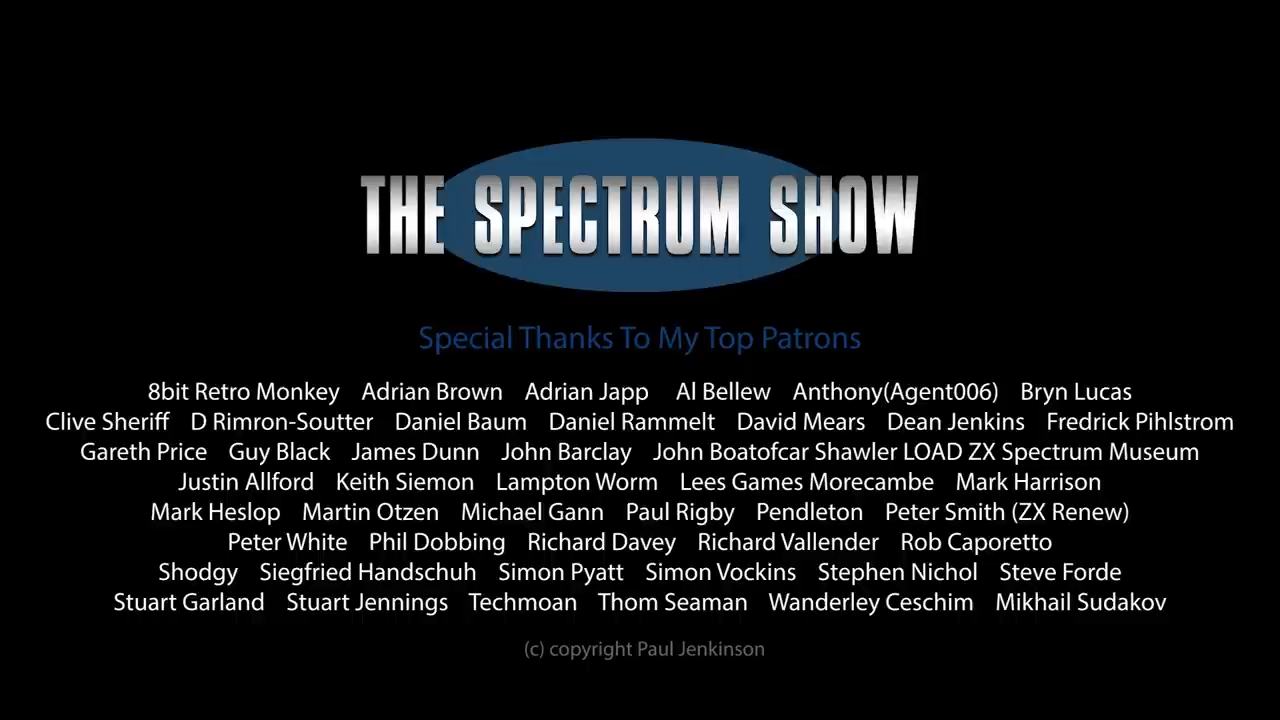 THE SPECTRUM SHOW
Special Thanks To My Top Patrons
8bit Retro Monkey Adrian Brown Adrian Japp Al Bellew Anthony(Agent006) Bryn Lucas
Clive Sheriff D Rimron-Soutter Daniel Baum Daniel Rammelt David Mears Dean Jenkins Fredrick Pihlstrom
Gareth Price Guy Black James Dunn John Barclay John Boatofcar Shawler LOAD ZX Spectrum Museum
Justin Allford Keith Siemon Lampton Worm Lees Games Morecambe Mark Harrison
Mark Heslop Martin Otzen Michael Gann Paul Rigby Pendleton Peter Smith (ZX Renew)
Peter White Phil Dobbing Richard Davey Richard Vallender Rob Caporetto
Shodgy Siegfried Handschuh Simon Pyatt Simon Vockins Stephen Nichol Steve Forde
Stuart Garland Stuart Jennings Techmoan Thom Seaman Wanderley Ceschim Mikhail Sudakov
(c) copyright Paul Jenkinson